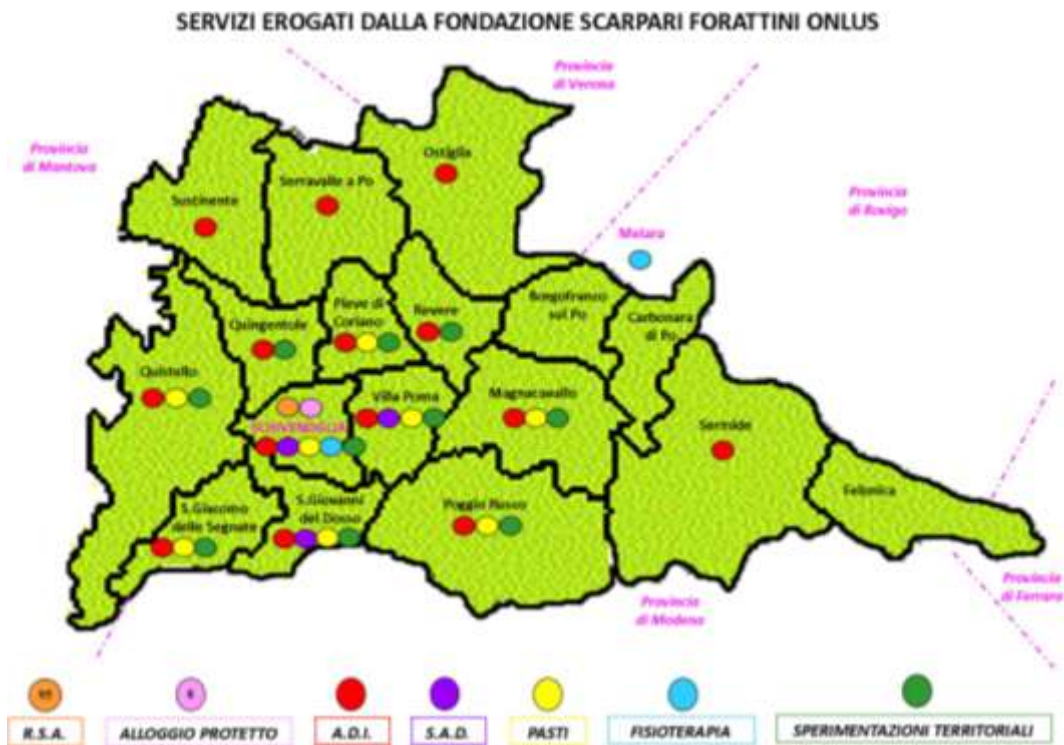 SERVIZI EROGATI DALLA FONDAZIONE SCARPARI FORATTINI ONLUS
Provincia
di Verona
Provincia
di Mantova
Ostiglia
Provincia
di Rovigo
Serravalle a Po
Sustinente
Melara
Pieve di
Coriano
Revere
Borgofranco
sul Po
Carbonara
di Po
Quingentole
Quistello
Villa Poma
Magnacavallo
SCHIVENOGLIA
Sermide
Felonica
S.Giacomo
delle Segnate
S.Giovanni
del Dosso
Poggio Rusco
Provincia
di Ferrara
Provincia
di Modena
R.S.A.
ALLOGGIO PROTETTO
A.D.I.
S.A.D.
PASTI
FISIOTERAPIA
SPERIMENTAZIONI TERRITORIALI